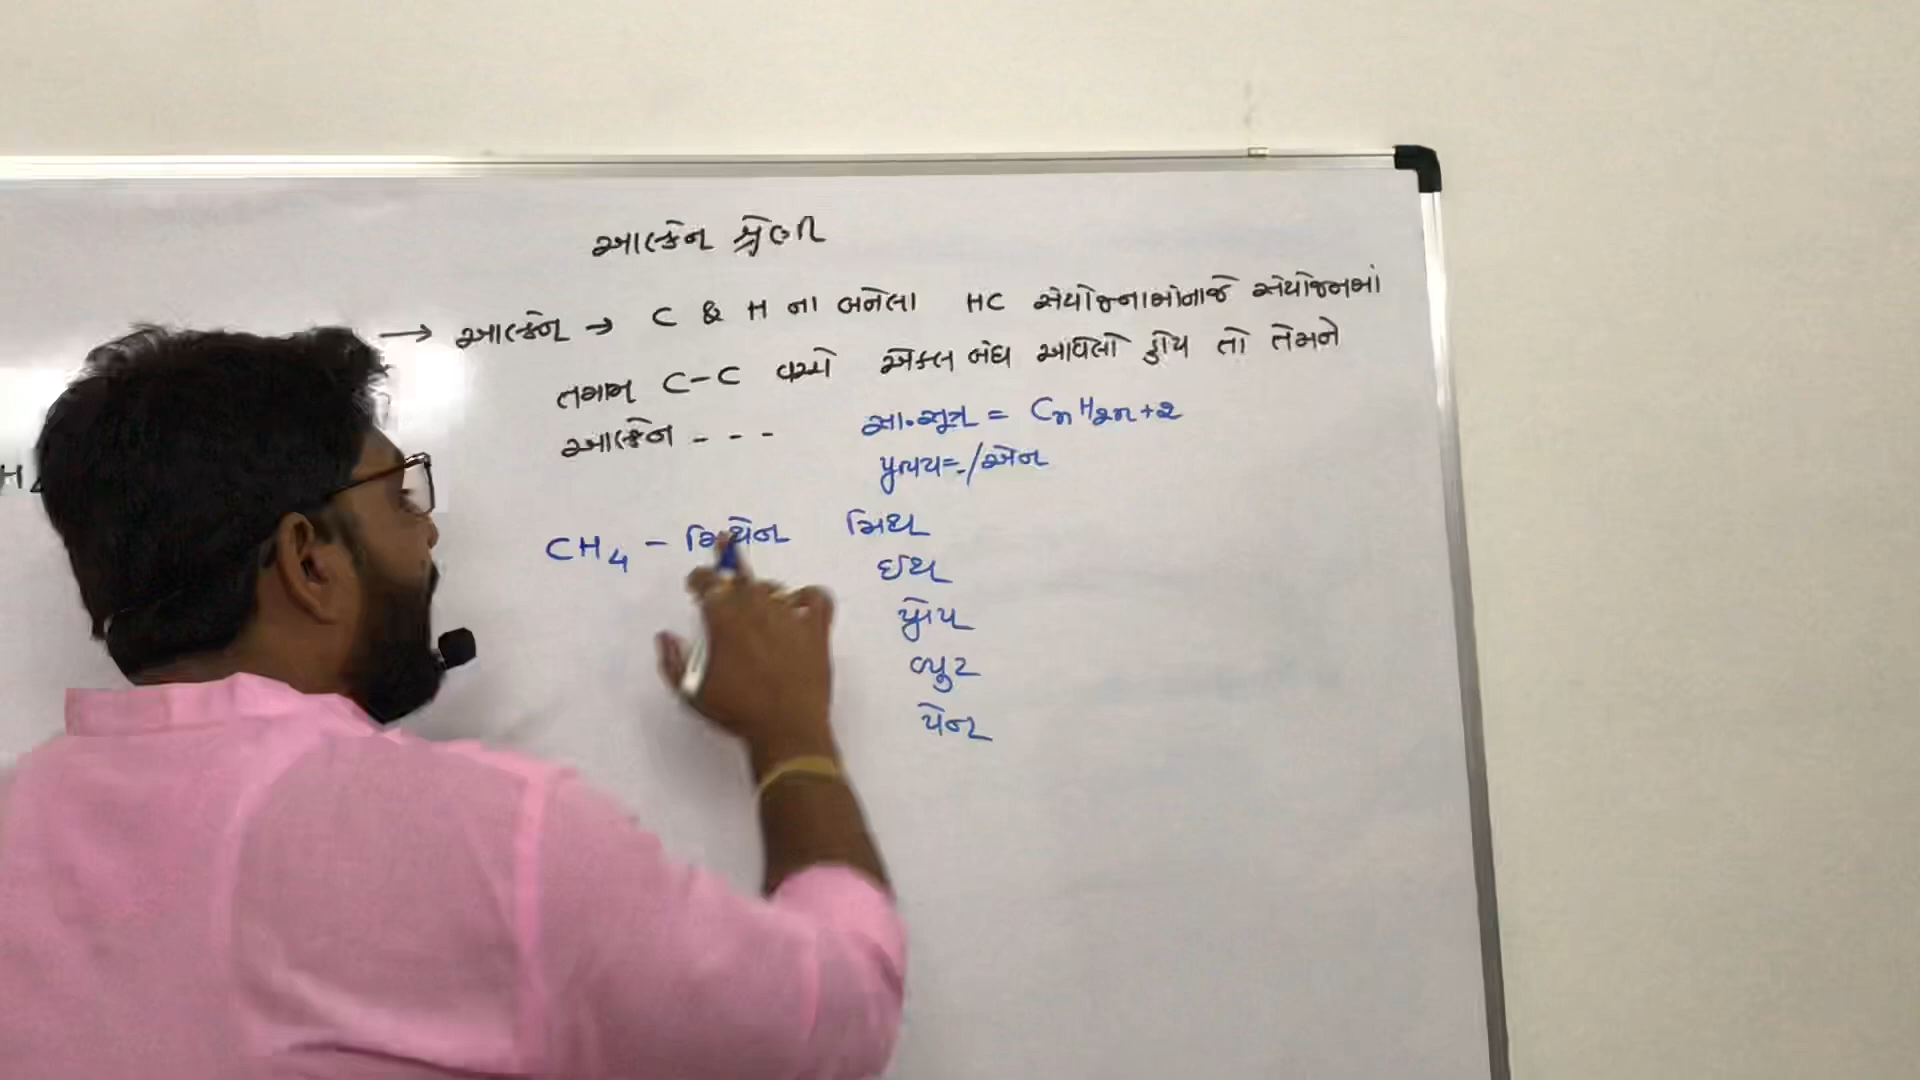 આલ્કેન શ્રેણી
→ આલ્કેન → C & H ના બનેલા HC સંયોજનામોનાજે સંયોજનમાં
તમામ C-C વચ્ચે એકલ બંધ આવેલો હોય તો તેમને
આલ્કેન - - -
સા.સૂત્ર = CnH2n+2
પ્રત્યય=-/એન
CH4 - મિથેન મિથ
ઇથ
પ્રોપ
બ્યુટ
પેન્ટ